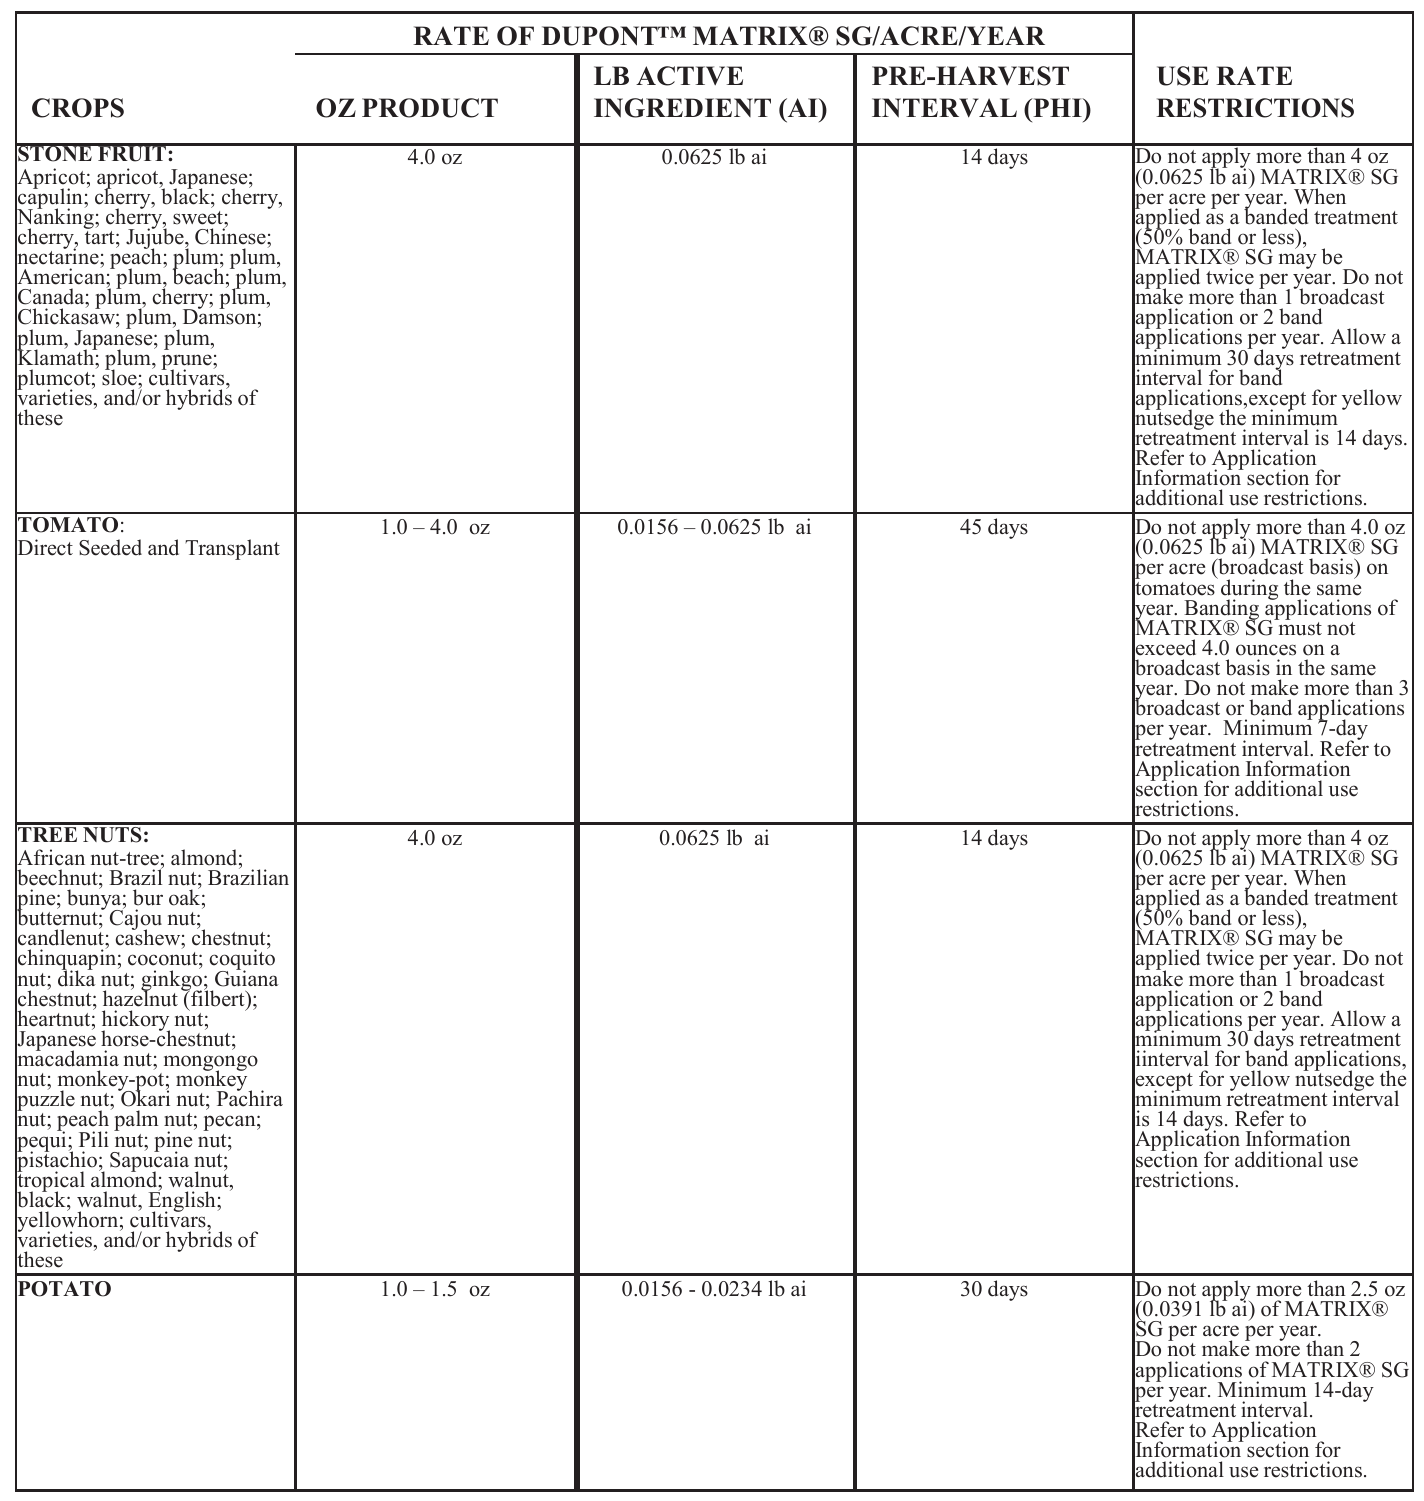 RATE OF DUPONT™ MATRIX® SG/ACRE/YEAR
CROPS
OZ PRODUCT
LB ACTIVE
INGREDIENT (AI)
PRE-HARVEST
INTERVAL (PHI)
USE RATE
RESTRICTIONS
STONE FRUIT:
Apricot; apricot, Japanese;
capulin; cherry, black; cherry,
Nanking; cherry, sweet;
cherry, tart; Jujube, Chinese;
nectarine; peach; plum; plum,
American; plum, beach; plum,
Canada; plum, cherry; plum,
Chickasaw; plum, Damson;
plum, Japanese; plum,
Klamath; plum, prune;
plumcot; sloe; cultivars,
varieties, and/or hybrids of
these
4.0 oz
0.0625 lb ai
14 days
Do not apply more than 4 oz
(0.0625 lb ai) MATRIX® SG
per acre per year. When
applied as a banded treatment
(50% band or less),
MATRIX® SG may be
applied twice per year. Do not
make more than 1 broadcast
application or 2 band
applications per year. Allow a
minimum 30 days retreatment
interval for band
applications,except for yellow
nutsedge the minimum
retreatment interval is 14 days.
Refer to Application
Information section for
additional use restrictions.
TOMATO:
Direct Seeded and Transplant
1.0 – 4.0 oz
0.0156 – 0.0625 lb ai
45 days
Do not apply more than 4.0 oz
(0.0625 lb ai) MATRIX® SG
per acre (broadcast basis) on
tomatoes during the same
year. Banding applications of
MATRIX® SG must not
exceed 4.0 ounces on a
broadcast basis in the same
year. Do not make more than 3
broadcast or band applications
per year. Minimum 7-day
retreatment interval. Refer to
Application Information
section for additional use
restrictions.
TREE NUTS:
African nut-tree; almond;
beechnut; Brazil nut; Brazilian
pine; bunya; bur oak;
butternut; Cajou nut;
candlenut; cashew; chestnut;
chinquapin; coconut; coquito
nut; dika nut; ginkgo; Guiana
chestnut; hazelnut (filbert);
heartnut; hickory nut;
Japanese horse-chestnut;
macadamia nut; mongongo
nut; monkey-pot; monkey
puzzle nut; Okari nut; Pachira
nut; peach palm nut; pecan;
pequi; Pili nut; pine nut;
pistachio; Sapucaia nut;
tropical almond; walnut,
black; walnut, English;
yellowhorn; cultivars,
varieties, and/or hybrids of
these
4.0 oz
0.0625 lb ai
14 days
Do not apply more than 4 oz
(0.0625 lb ai) MATRIX® SG
per acre per year. When
applied as a banded treatment
(50% band or less),
MATRIX® SG may be
applied twice per year. Do not
make more than 1 broadcast
application or 2 band
applications per year. Allow a
minimum 30 days retreatment
iinterval for band applications,
except for yellow nutsedge the
minimum retreatment interval
is 14 days. Refer to
Application Information
section for additional use
restrictions.
POTATO
1.0 – 1.5 oz
0.0156 - 0.0234 lb ai
30 days
Do not apply more than 2.5 oz
(0.0391 lb ai) of MATRIX®
SG per acre per year.
Do not make more than 2
applications of MATRIX® SG
per year. Minimum 14-day
retreatment interval.
Refer to Application
Information section for
additional use restrictions.